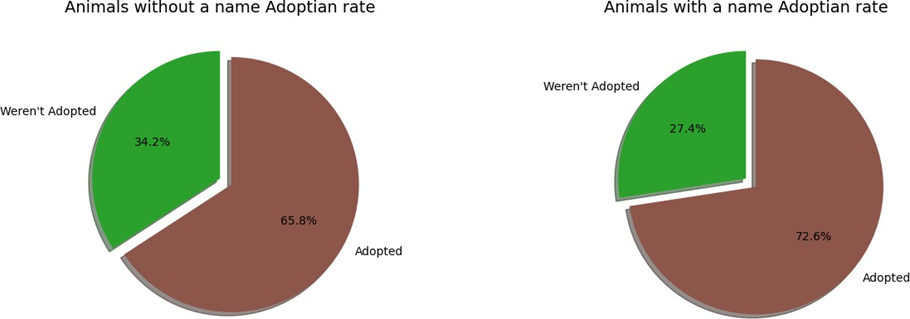 Animals without a name Adoptian rate
Weren't Adopted
34.2%
65.8%
Adopted
Animals with a name Adoptian rate
Weren't Adopted
27.4%
72.6%
Adopted